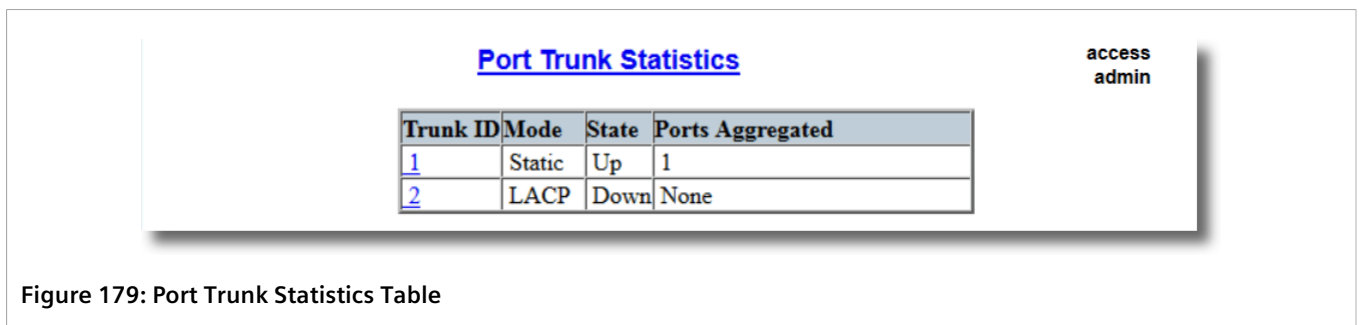 Port Trunk Statistics
access
admin
Trunk ID Mode State Ports Aggregated
1 Static Up 1
2 LACP Down None
Figure 179: Port Trunk Statistics Table